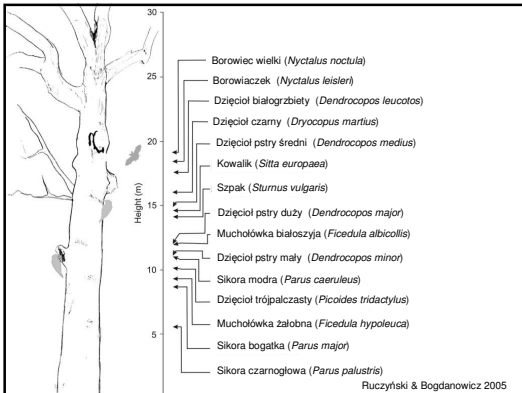 30
Borowiec wielki (Nyctalus noctula)
25
Borowiaczek (Nyctalus leisleri)
Dzięcioł białogrzbiety (Dendrocopos leucotos)
Dzięcioł czarny (Dryocopus martius)
20
Dzięcioł pstry średni (Dendrocopos medius)
Kowalik (Sitta europaea)
Szpak (Sturnus vulgaris)
15
Height (m)
Dzięcioł pstry duży (Dendrocopos major)
Muchołówka białoszyja (Ficedula albicollis)
Dzięcioł pstry mały (Dendrocopos minor)
10
Sikora modra (Parus caeruleus)
Dzięcioł trójpalczasty (Picoides tridactylus)
Muchołówka żałobna (Ficedula hypoleuca)
5
Sikora bogatka (Parus major)
Sikora czarnogłowa (Parus palustris)
Ruczyński & Bogdanowicz 2005